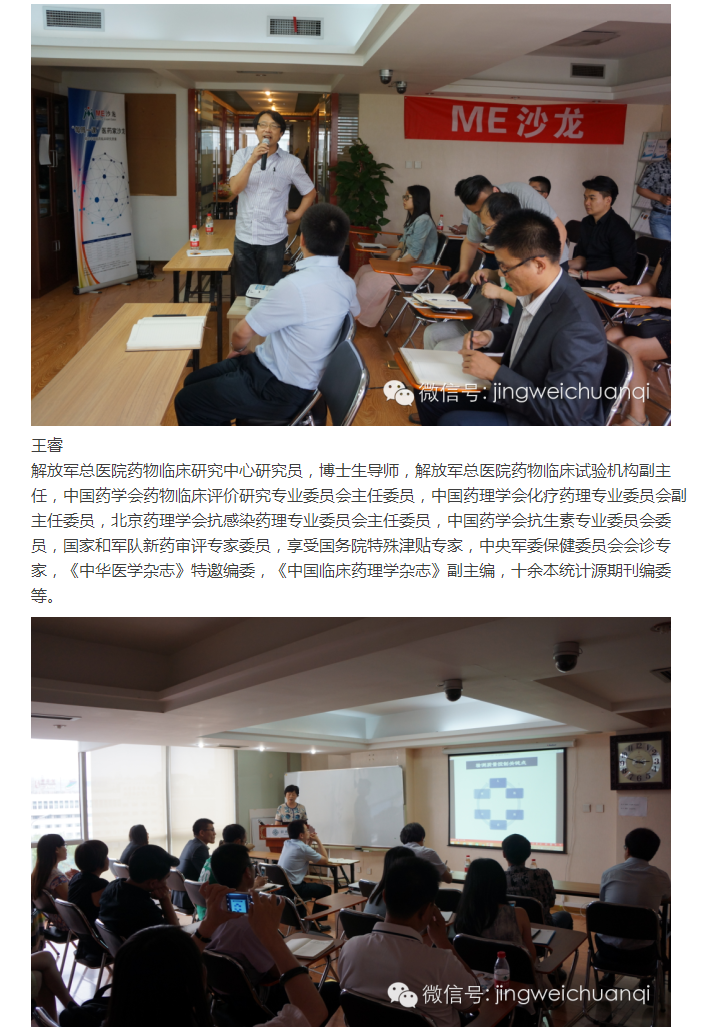 沙龙
医药第沙龙
ME沙龙
微信号: jingweichuanqi
王睿
解放军总医院药物临床研究中心研究员，博士生导师，解放军总医院药物临床试验机构副主
任，中国药学会药物临床评价研究专业委员会主任委员，中国药理学会化疗药理专业委员会副
主任委员，北京药理学会抗感染药理专业委员会主任委员，中国药学会抗生素专业委员会委
员，国家和军队新药审评专家委员，享受国务院特殊津贴专家，中央军委保健委员会会诊专
家，《中华医学杂志》特邀编委，《中国临床药理学杂志》副主编，十余本统计源期刊编委
等。
微信号: jingweichuanqi